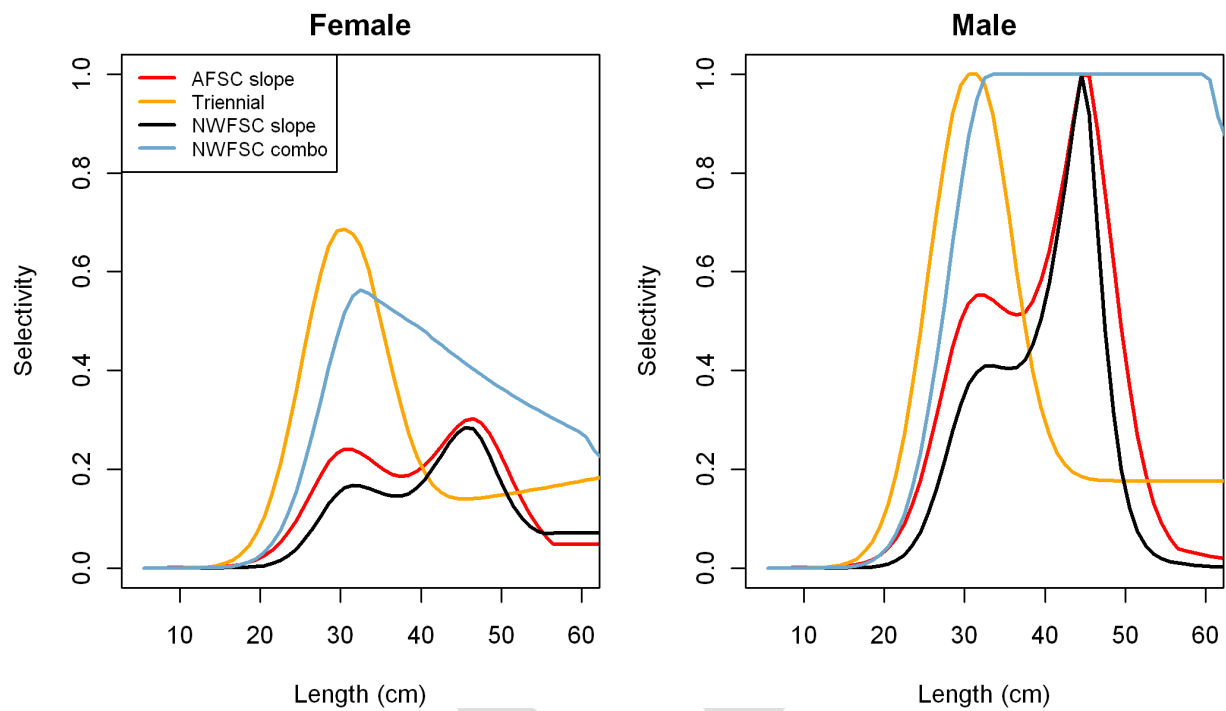 Female
AFSC slope
Triennial
NWFSC slope
NWFSC combo
Selectivity
0.0
0.2
0.4
0.6
0.8
1.0
10 20 30 40 50 60
Length (cm)
Male
Selectivity
0.0
0.2
0.4
0.6
0.8
1.0
10 20 30 40 50 60
Length (cm)